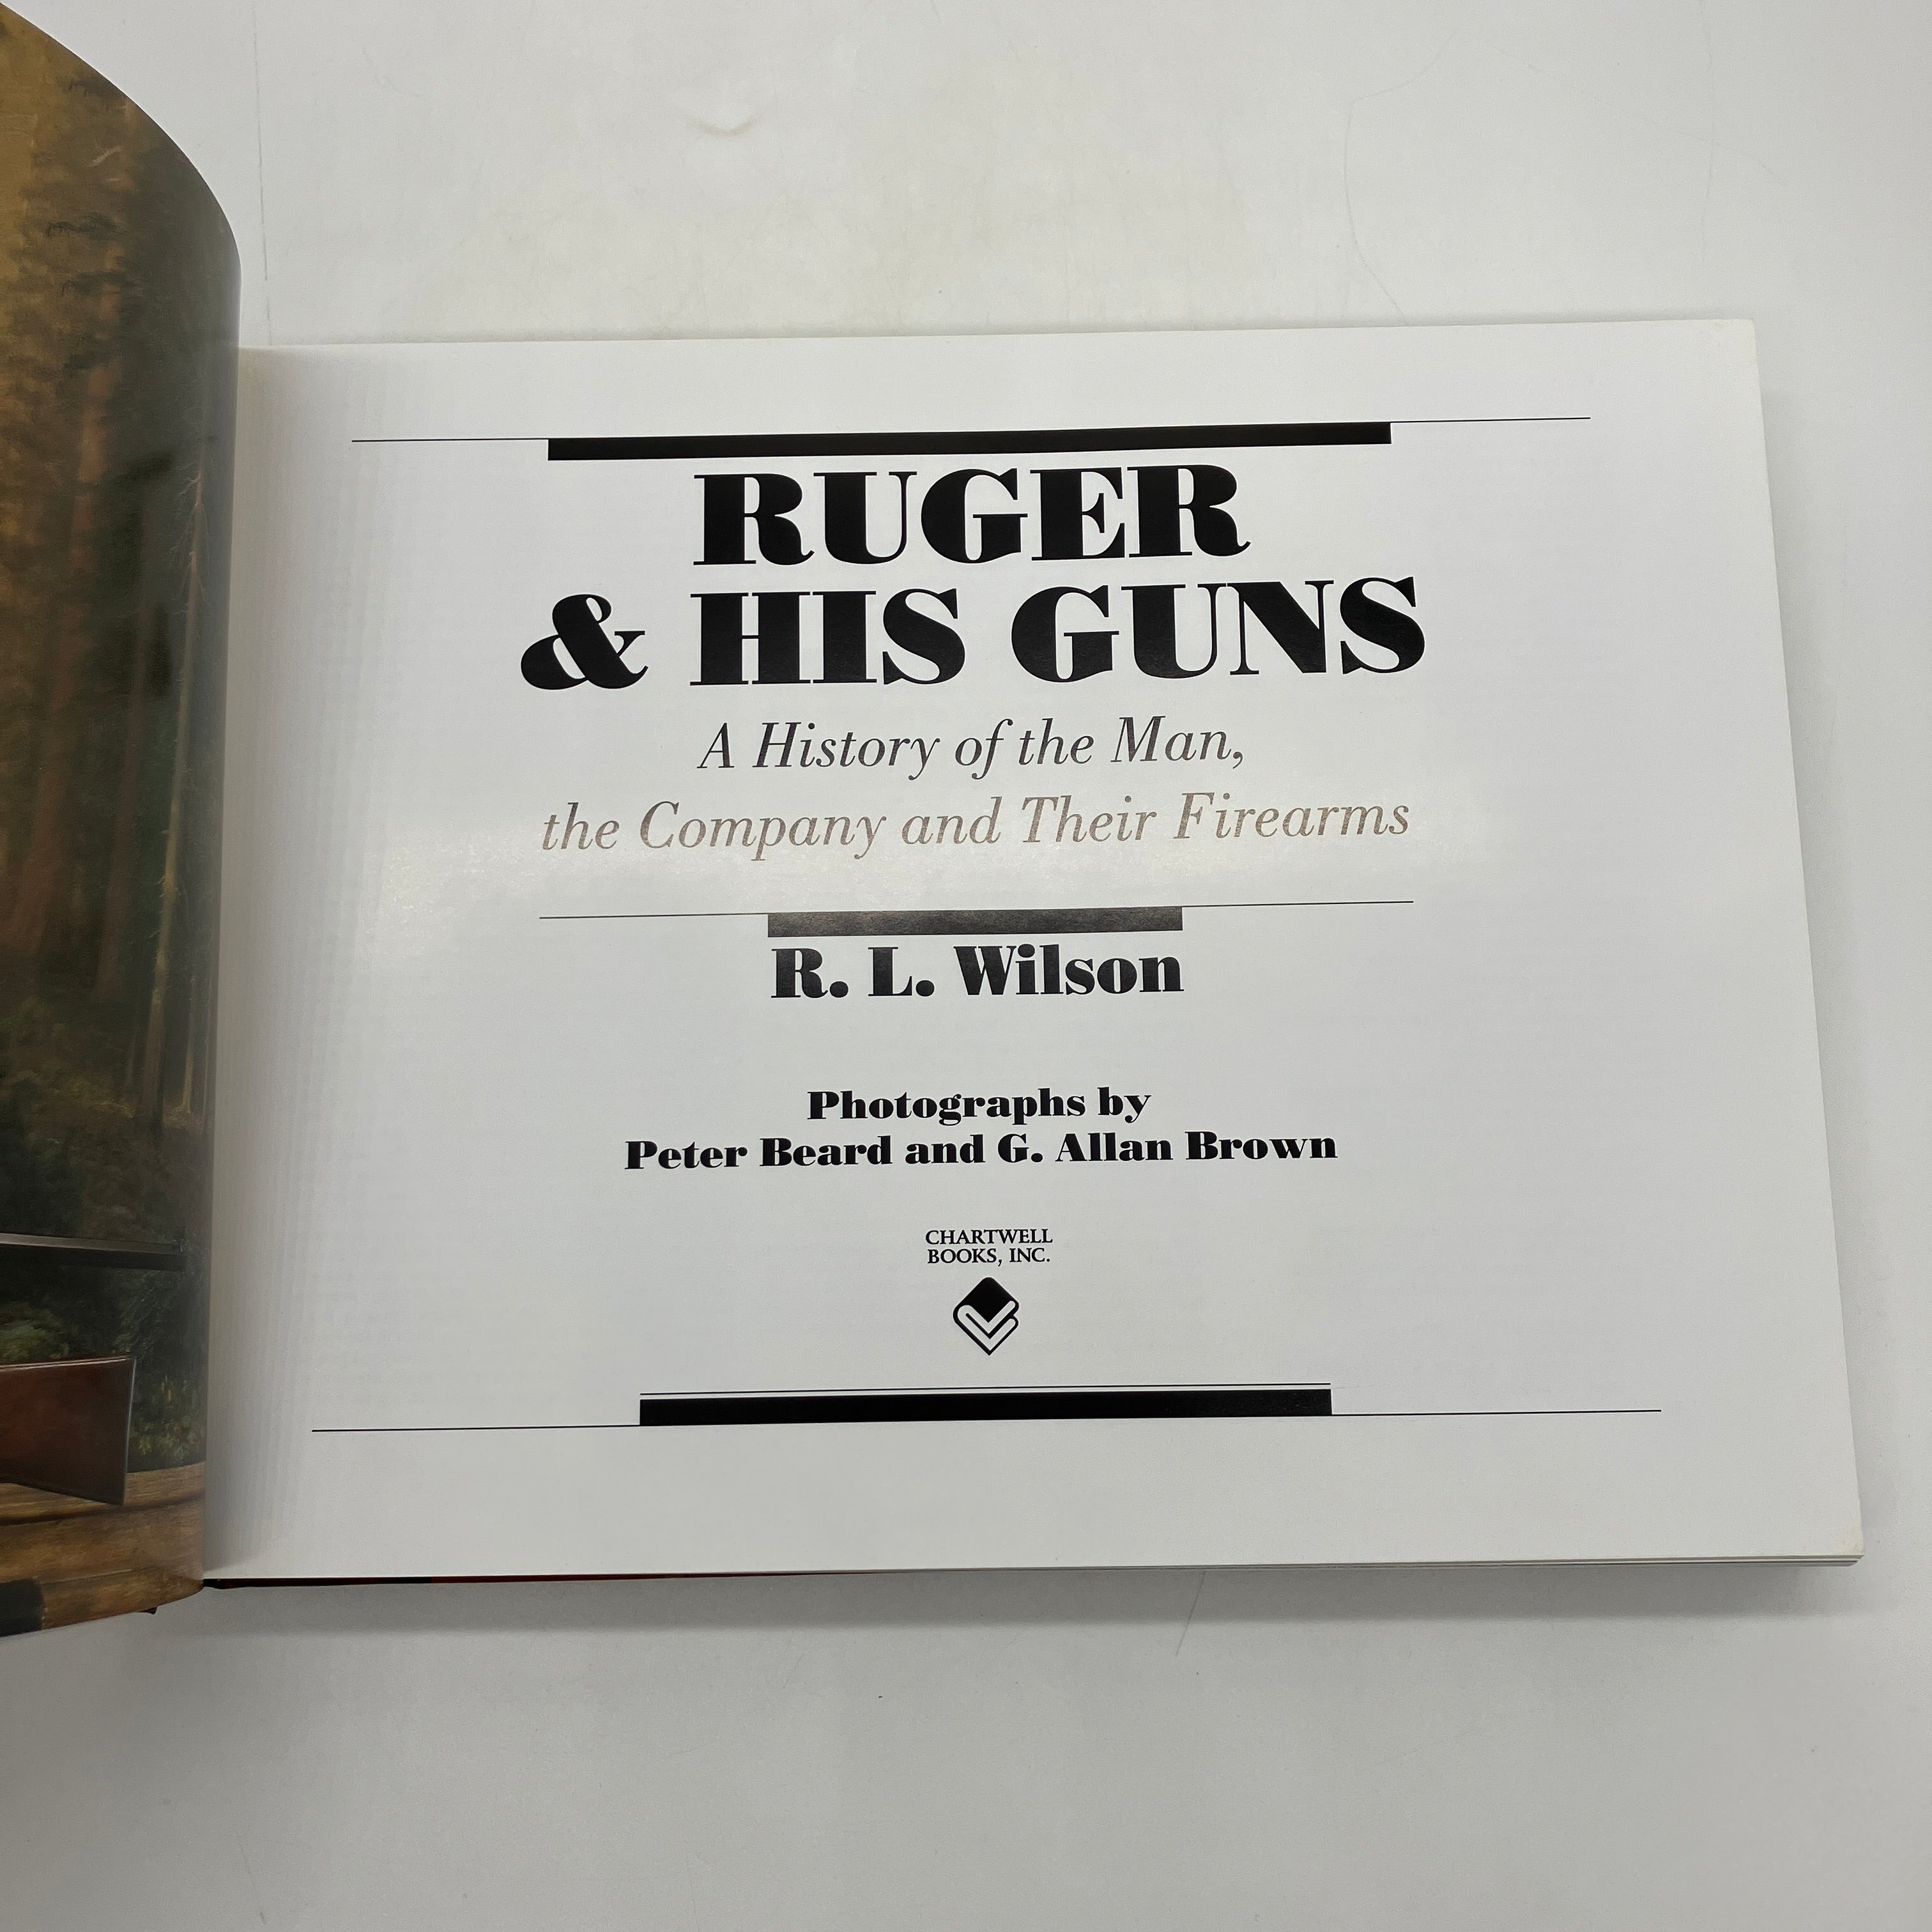 RUGER
& HIS GUNS
A History of the Man,
the Company and Their Firearms
R. L. Wilson
Photographs by
Peter Beard and G. Allan Brown
CHARTWELL
BOOKS, INC.